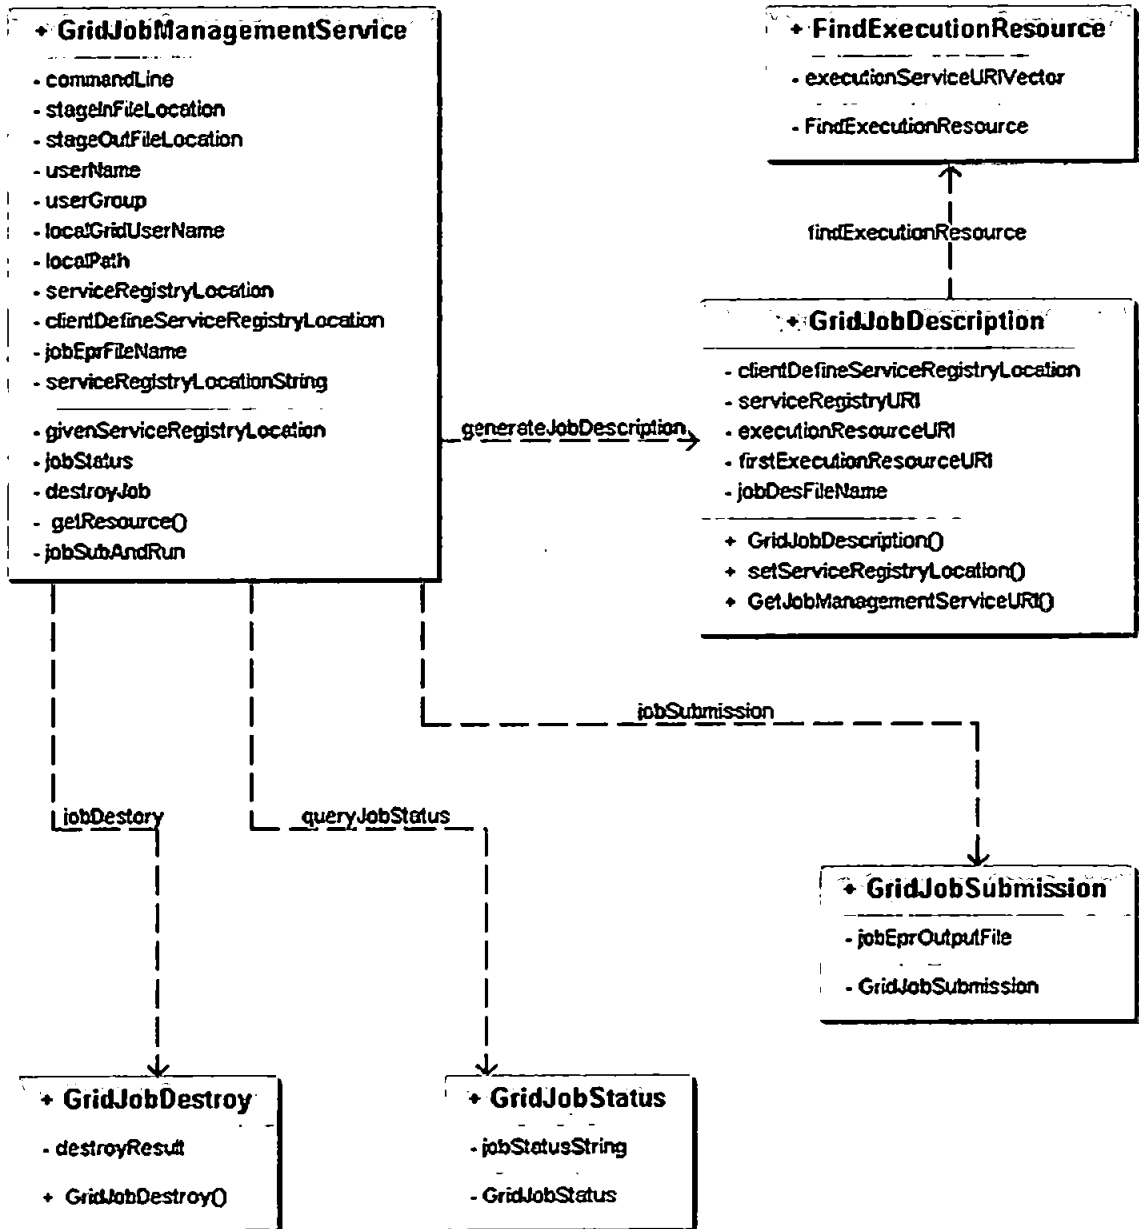 + GridJobManagementService
- commandLine
- stageInFileLocation
- stageOutFileLocation
- userName
- userGroup
- localGridUserName
- localPath
- serviceRegistryLocation
- clientDefineServiceRegistryLocation
- jobEprFileName
- serviceRegistryLocationString
- givenServiceRegistryLocation
- jobStatus
- destroyJob
- getResource()
- jobSubAndRun
+ FindExecutionResource
- executionServiceURIVector
- FindExecutionResource
findExecutionResource
+ GridJobDescription
- clientDefineServiceRegistryLocation
- serviceRegistryURI
- executionResourceURI
- firstExecutionResourceURI
- jobDesFileName
+ GridJobDescription()
+ setServiceRegistryLocation()
+ GetJobManagementServiceURI()
generateJobDescription
jobSubmission
jobDestory
queryJobStatus
+ GridJobSubmission
- jobEprOutputFile
- GridJobSubmission
+ GridJobDestroy
- destroyResult
+ GridJobDestroy()
+ GridJobStatus
- jobStatusString
- GridJobStatus